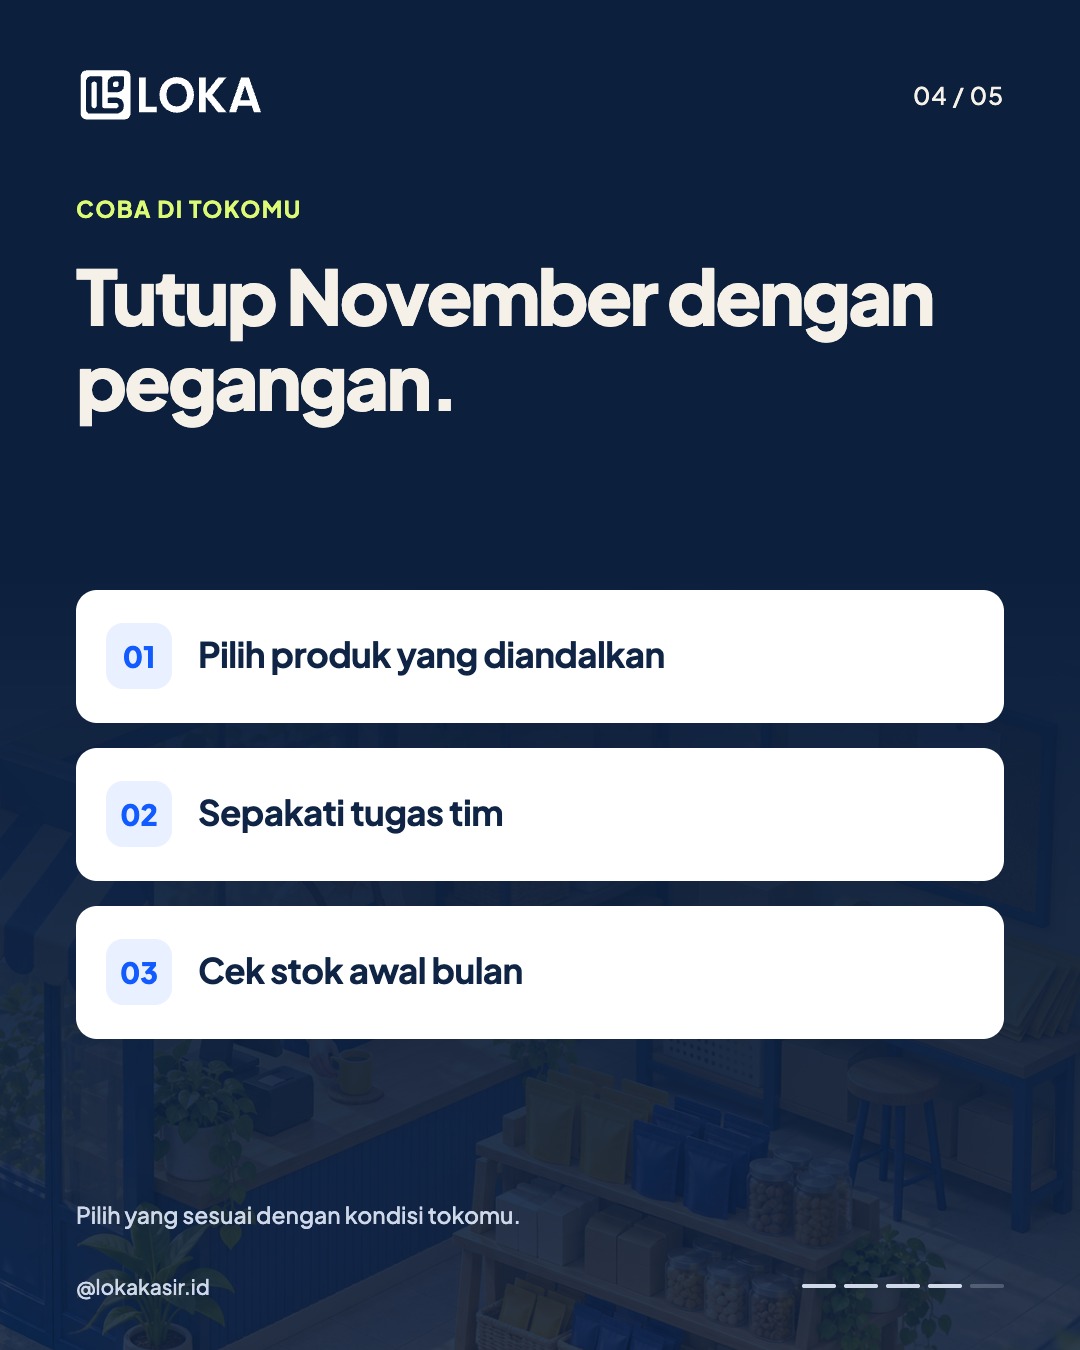 LOKA
04 / 05
COBA DI TOKOMU
Tutup November dengan
pegangan.
01 Pilih produk yang diandalkan
02 Sepakati tugas tim
03 Cek stok awal bulan
Pilih yang sesuai dengan kondisi tokomu.
@lokakasir.id